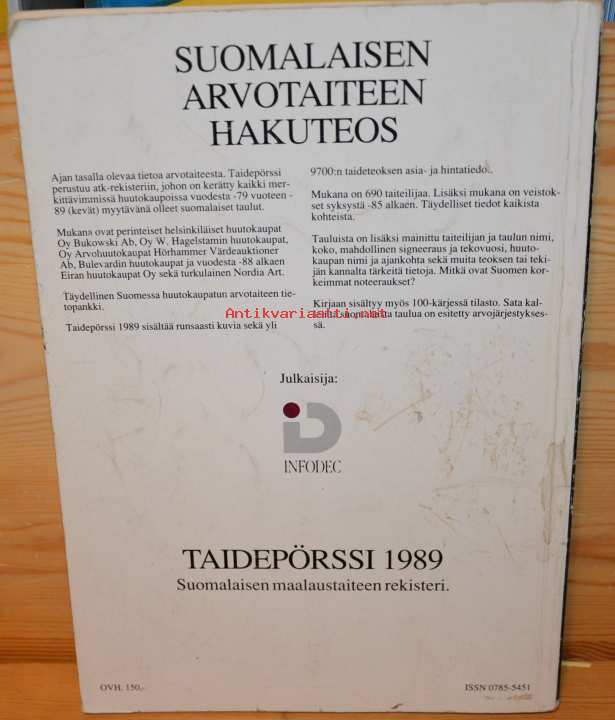 SUOMALAISEN
ARVOTAITEEN
HAKUTEOS
Ajan tasalla olevaa tietoa arvotaiteesta. Taidepörssi
perustuu atk-rekisteriin, johon on kerätty kaikki mer-
kittävimmissä huutokaupoissa vuodesta -79 vuoteen -
89 (kevät) myytävänä olleet suomalaiset taulut.
Mukana ovat perinteiset helsinkiläiset huutokaupat
Oy Bukowski Ab, Oy W. Hagelstamin huutokaupat,
Oy Arvohuutokaupat Hörhammer Värdeauktioner
Ab, Bulevardin huutokaupat ja vuodesta -88 alkaen
Eiran huutokaupat Oy sekä turkulainen Nordia Art.
Täydellinen Suomessa huutokaupatun arvotaiteen tie-
topankki.
Taidepörssi 1989 sisältää runsaasti kuvia sekä yli
9700:n taideteoksen asia- ja hintatiedo..
Mukana on 690 taiteilijaa. Lisäksi mukana on veistok-
set syksystä -85 alkaen. Täydelliset tiedot kaikista
kohteista.
Tauluista on lisäksi mainittu taiteilijan ja taulun nimi,
koko, mahdollinen signeeraus ja tekovuosi, huuto-
kaupan nimi ja ajankohta sekä muita teoksen tai teki-
jän kannalta tärkeitä tietoja. Mitkä ovat Suomen kor-
keimmat noteeraukset?
Kirjaan sisältyy myös 100-kärjessä tilasto. Sata kal-
suomalaista taulua on esitetty arvojärjestykses-
sä.
Antikvariaatti.net
Julkaisija:
iD
INFODEC
TAIDEPÖRSSI 1989
Suomalaisen maalaustaiteen rekisteri.
OVH. 150,-
ISSN 0785-5451